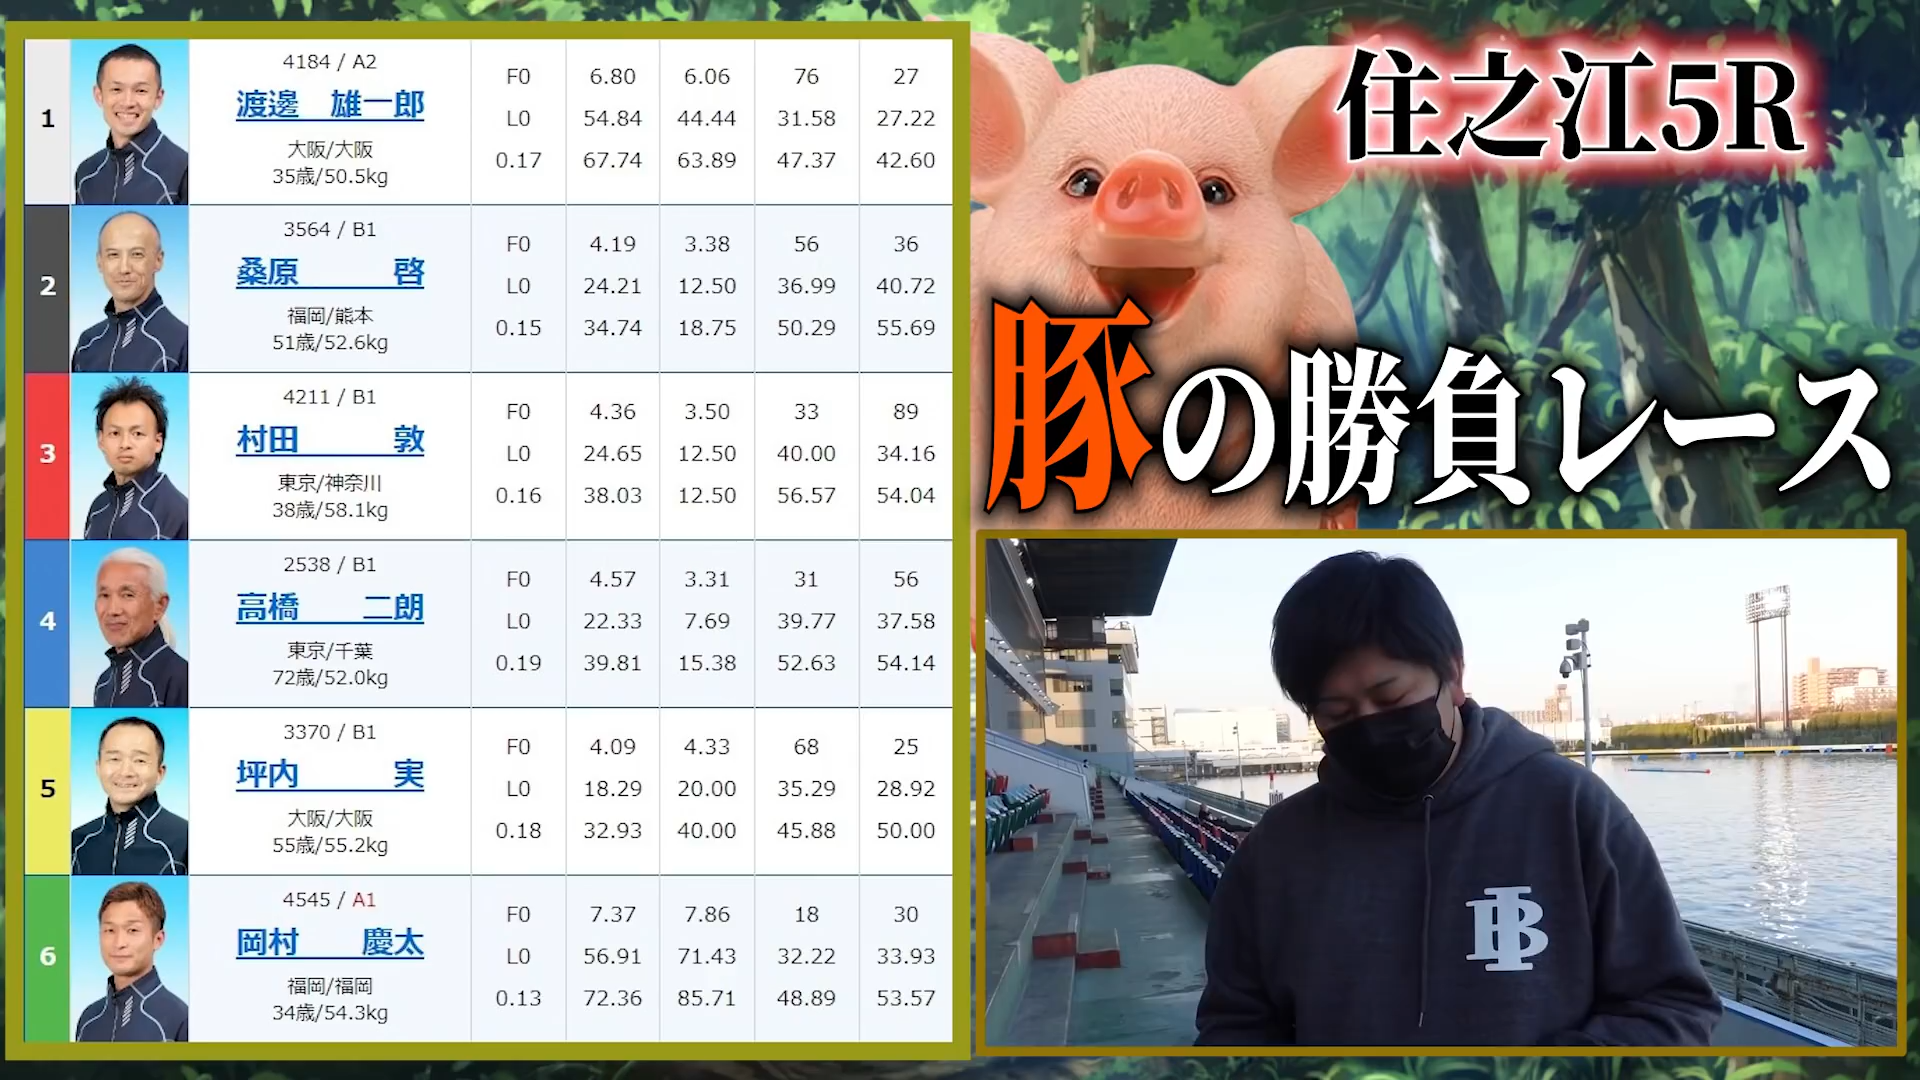 1
4184 / A2
渡邊 雄一郎
大阪/大阪
35歳/50.5kg
F0 6.80 6.06 76 27
L0 54.84 44.44 31.58 27.22
0.17 67.74 63.89 47.37 42.60
2
3564 / B1
桑原 啓
福岡/熊本
51歳/52.6kg
F0 4.19 3.38 56 36
L0 24.21 12.50 36.99 40.72
0.15 34.74 18.75 50.29 55.69
3
4211 / B1
村田 敦
東京/神奈川
38歳/58.1kg
F0 4.36 3.50 33 89
L0 24.65 12.50 40.00 34.16
0.16 38.03 12.50 56.57 54.04
4
2538 / B1
高橋 二朗
東京/千葉
72歳/52.0kg
F0 4.57 3.31 31 56
L0 22.33 7.69 39.77 37.58
0.19 39.81 15.38 52.63 54.14
5
3370 / B1
坪内 実
大阪/大阪
55歳/55.2kg
F0 4.09 4.33 68 25
L0 18.29 20.00 35.29 28.92
0.18 32.93 40.00 45.88 50.00
6
4545 / A1
岡村 慶太
福岡/福岡
34歳/54.3kg
F0 7.37 7.86 18 30
L0 56.91 71.43 32.22 33.93
0.13 72.36 85.71 48.89 53.57
住之江5R
豚の勝負レース